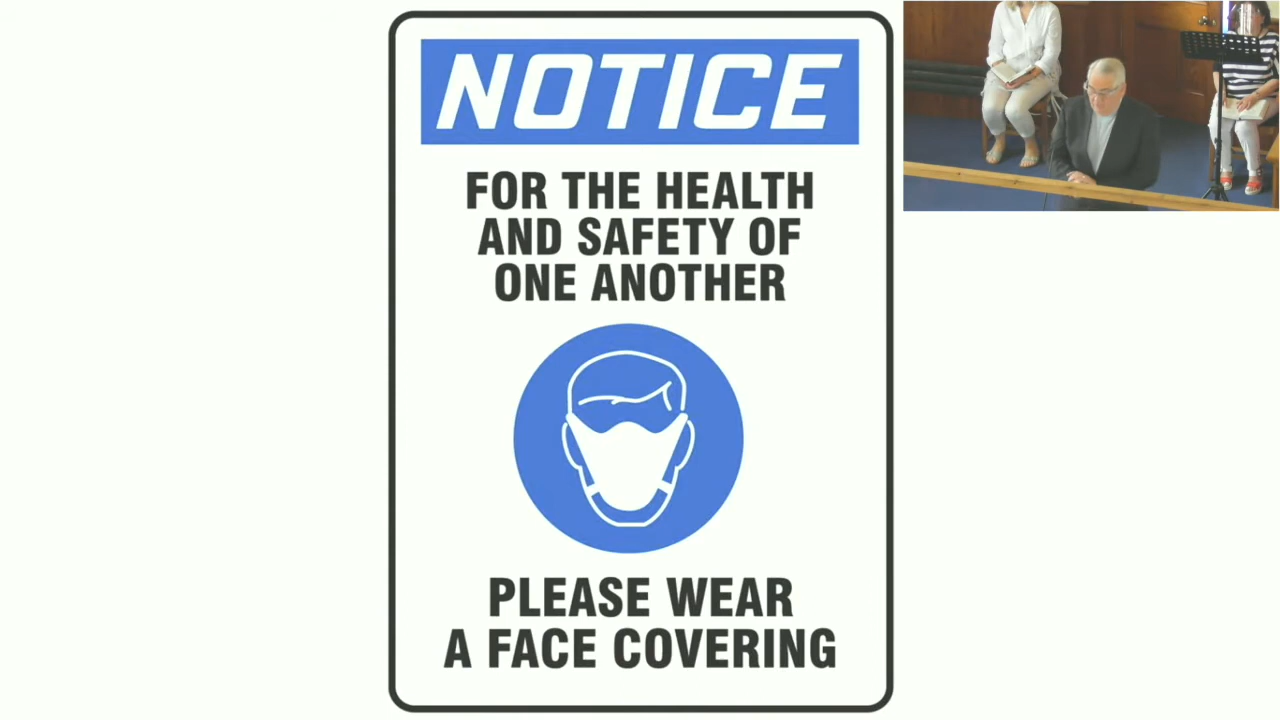 NOTICE
FOR THE HEALTH
AND SAFETY OF
ONE ANOTHER
PLEASE WEAR
A FACE COVERING